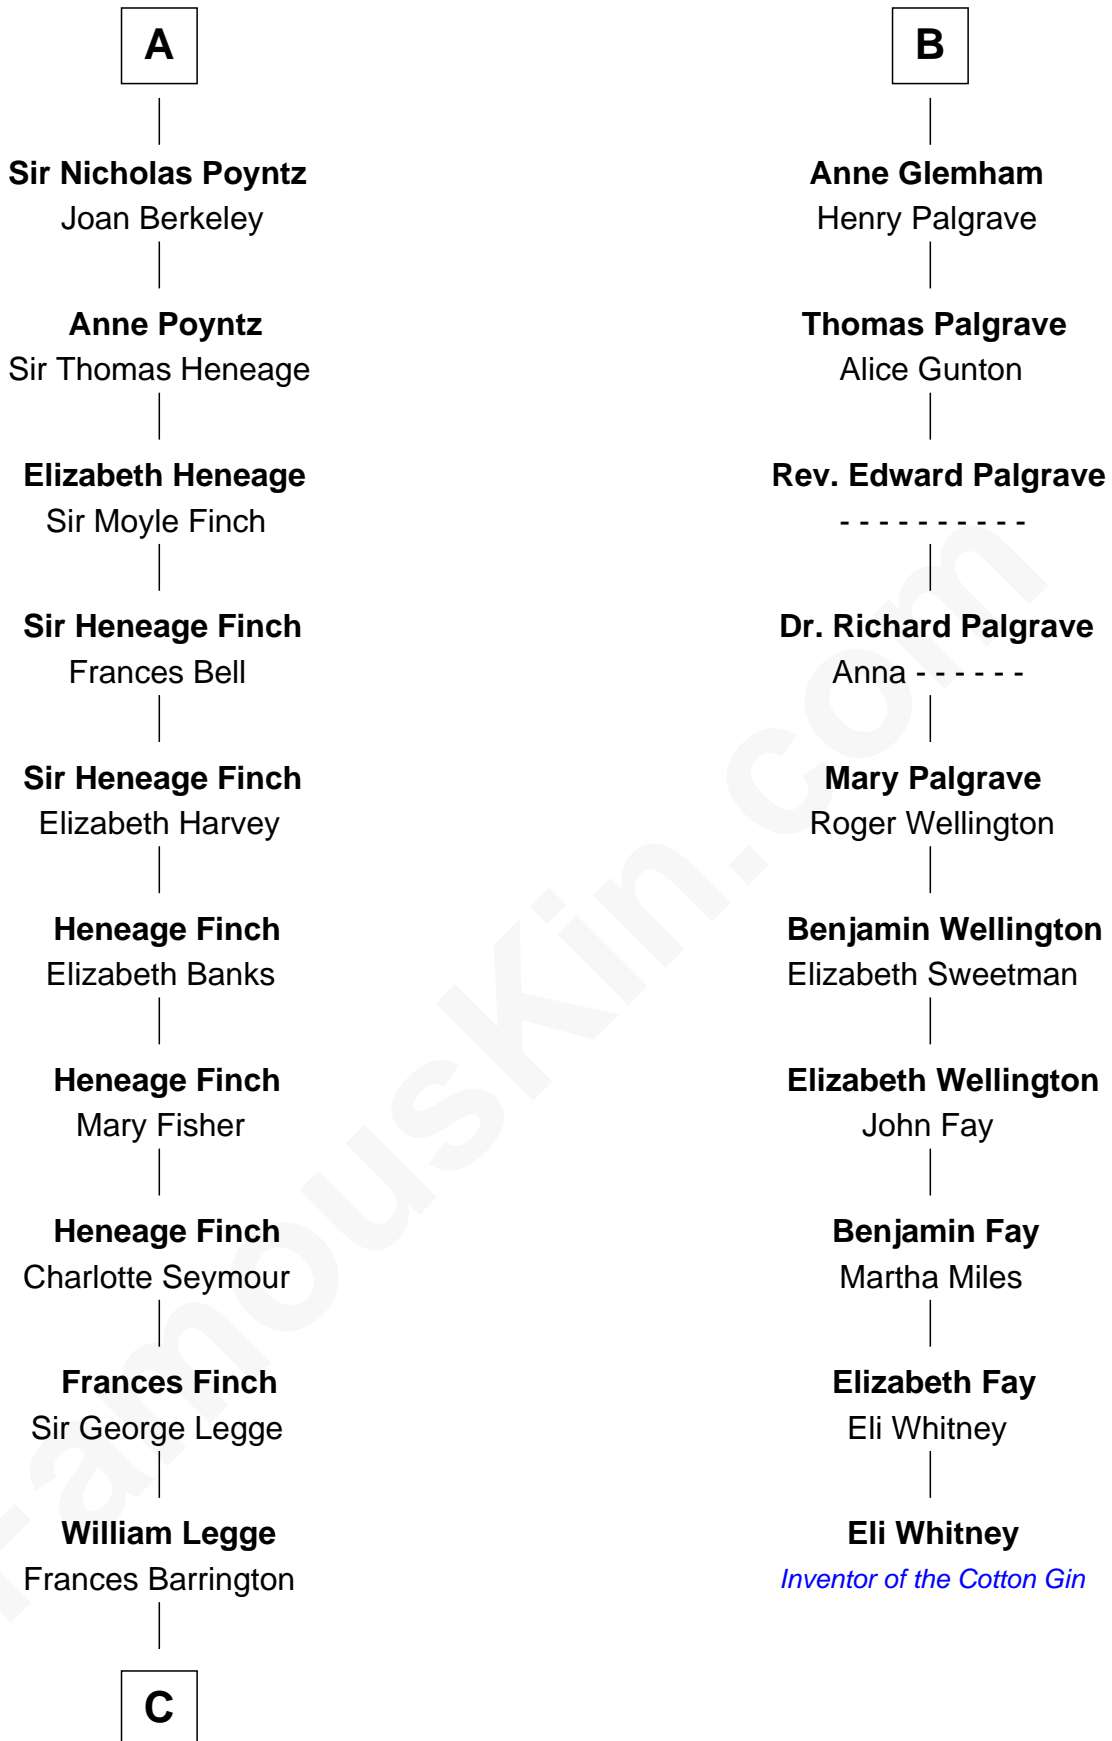 A
Sir Nicholas Poyntz
Joan Berkeley
Anne Poyntz
Sir Thomas Heneage
Elizabeth Heneage
Sir Moyle Finch
Sir Heneage Finch
Frances Bell
Sir Heneage Finch
Elizabeth Harvey
Heneage Finch
Elizabeth Banks
Heneage Finch
Mary Fisher
Heneage Finch
Charlotte Seymour
Frances Finch
Sir George Legge
William Legge
Frances Barrington
C
B
Anne Glemham
Henry Palgrave
Thomas Palgrave
Alice Gunton
Rev. Edward Palgrave
- - - - - - - - - -
Dr. Richard Palgrave
Anna - - - - - -
Mary Palgrave
Roger Wellington
Benjamin Wellington
Elizabeth Sweetman
Elizabeth Wellington
John Fay
Benjamin Fay
Martha Miles
Elizabeth Fay
Eli Whitney
Eli Whitney
Inventor of the Cotton Gin
FamousKin.com